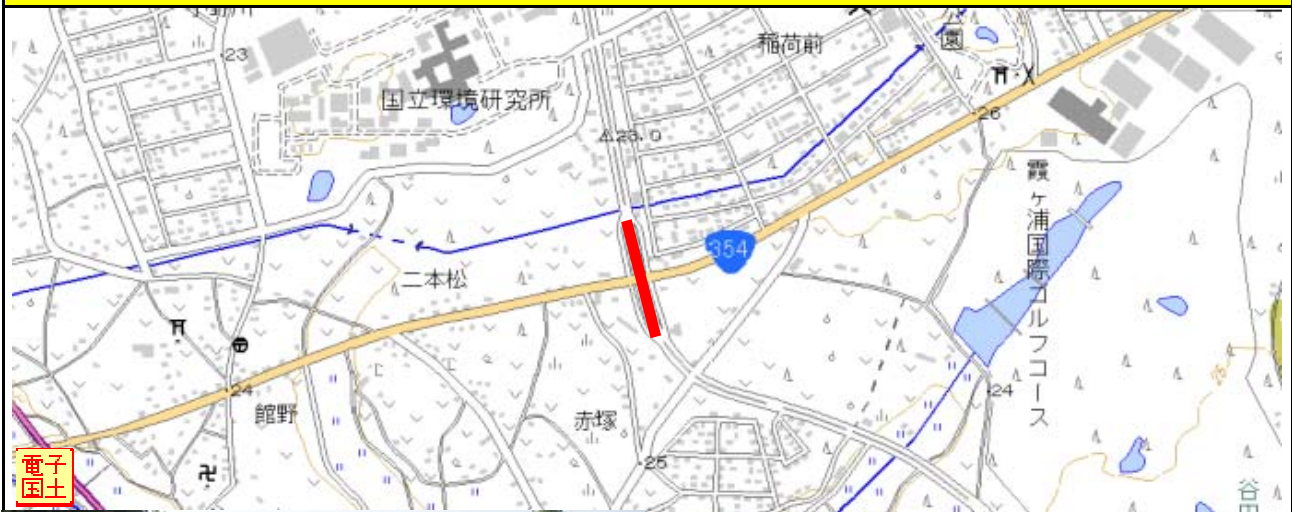 稲荷前
園
23
国立環境研究所
23.0
26
霞ヶ浦国際ゴルフコース
354
二本松
24
館野
赤塚
24
25
25
電子
国土